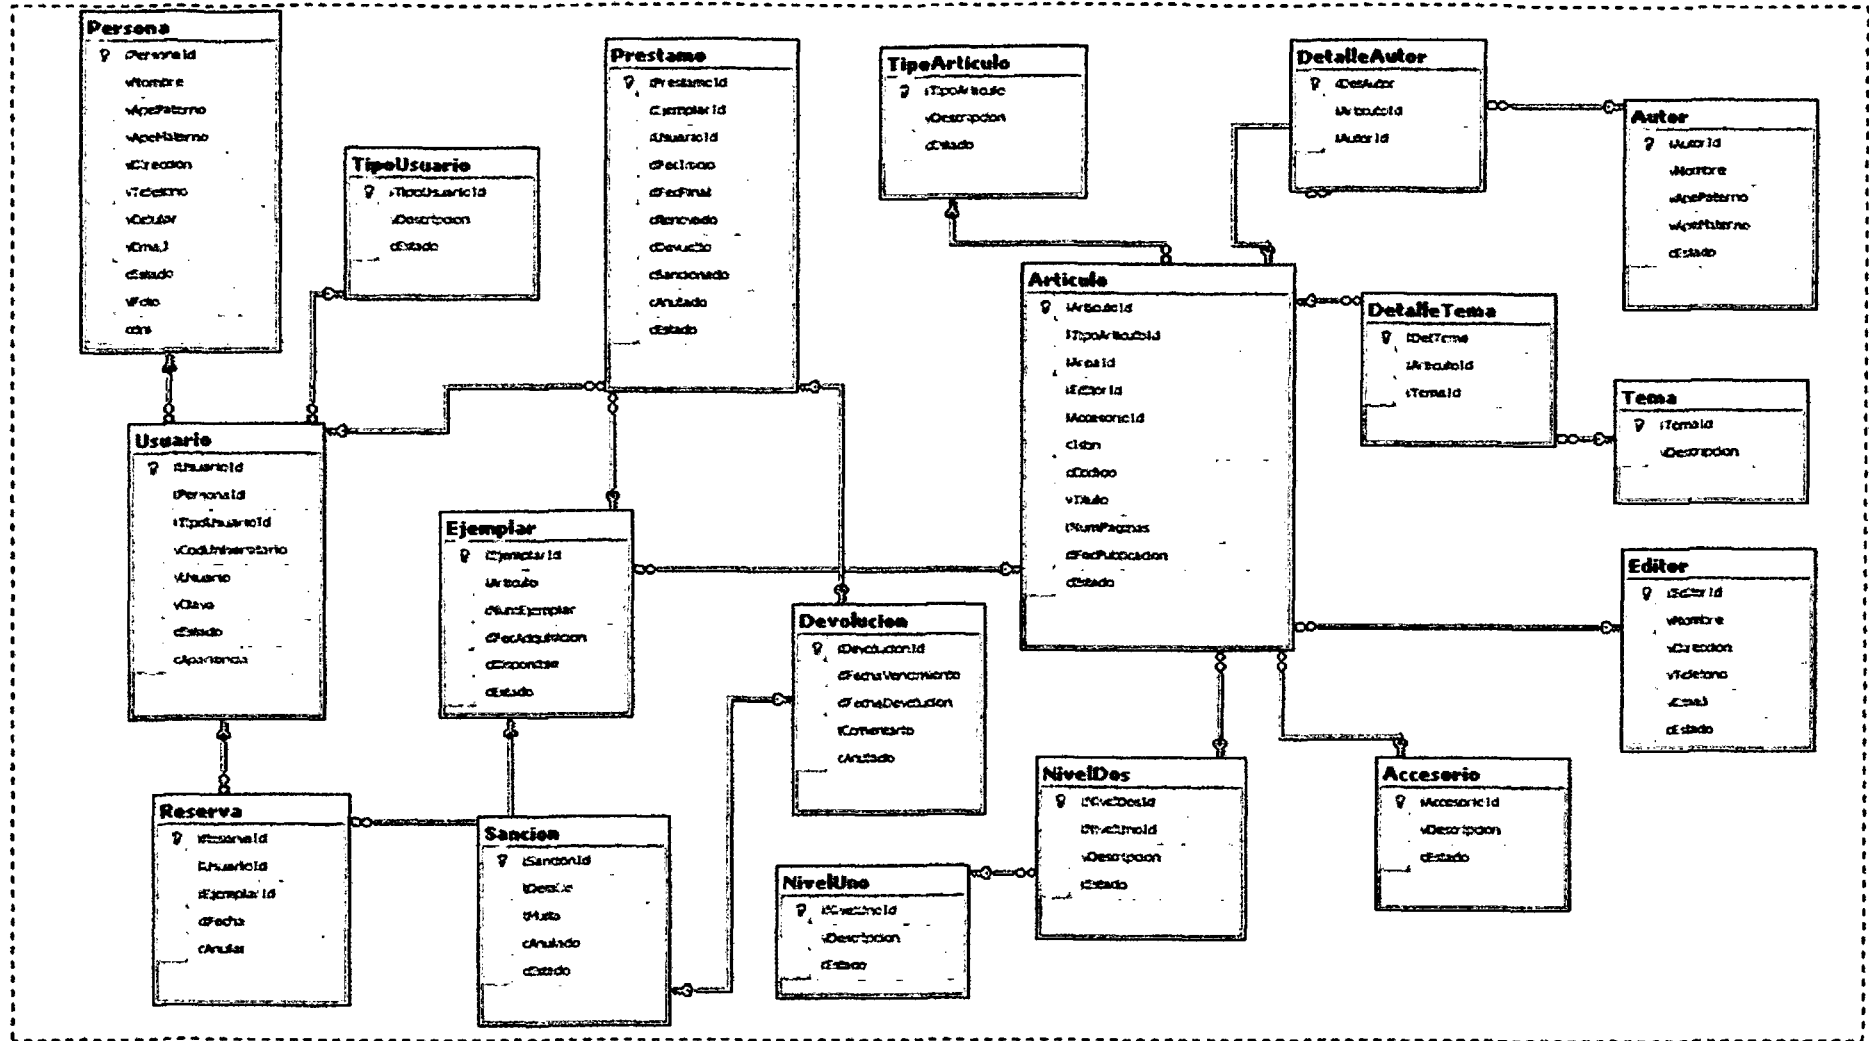 Persona
iPersonaId
vNombre
vApePaterno
vApeMaterno
vDireccion
vTelefono
vCelular
vEmail
cEstado
vFoto
cDni
TipoUsuario
iTipoUsuarioId
vDescripcion
cEstado
Prestamo
iPrestamoId
iEjemplarId
iUsuarioId
dFecInicio
dFecFinal
cRenovado
cDevuelto
cSancionado
cAnulado
cEstado
TipoArticulo
iTipoArticulo
vDescripcion
cEstado
DetalleAutor
iDetAutor
iArticuloId
iAutorId
Autor
iAutorId
vNombre
vApePaterno
vApeMaterno
cEstado
Articulo
iArticuloId
iTipoArticuloId
iAreaId
iEditorId
iAccesorioId
cIsbn
cCodigo
vTitulo
iNumPaginas
dFecPublicacion
cEstado
DetalleTema
iDetTema
iArticuloId
iTemaId
Tema
iTemaId
vDescripcion
Usuario
iUsuarioId
iPersonaId
iTipoUsuarioId
vCodUniversitario
vUsuario
vClave
cEstado
cApariencia
Ejemplar
iEjemplarId
iArticulo
cNumEjemplar
dFecAdquisicion
cDisponible
cEstado
Devolucion
iDevolucionId
dFechaVencimiento
dFechaDevolucion
tComentario
cAnulado
Editor
iEditorId
vNombre
vDireccion
vTelefono
vEmail
cEstado
Reserva
iReservaId
iUsuarioId
iEjemplarId
dFecha
cAnular
Sancion
iSancionId
cAnulado
cEstado
NivelUno
iNivelUnoId
vDescripcion
cEstado
NivelDos
iNivelDosId
iNivelUnoId
vDescripcion
cEstado
Accesorio
iAccesorioId
vDescripcion
cEstado